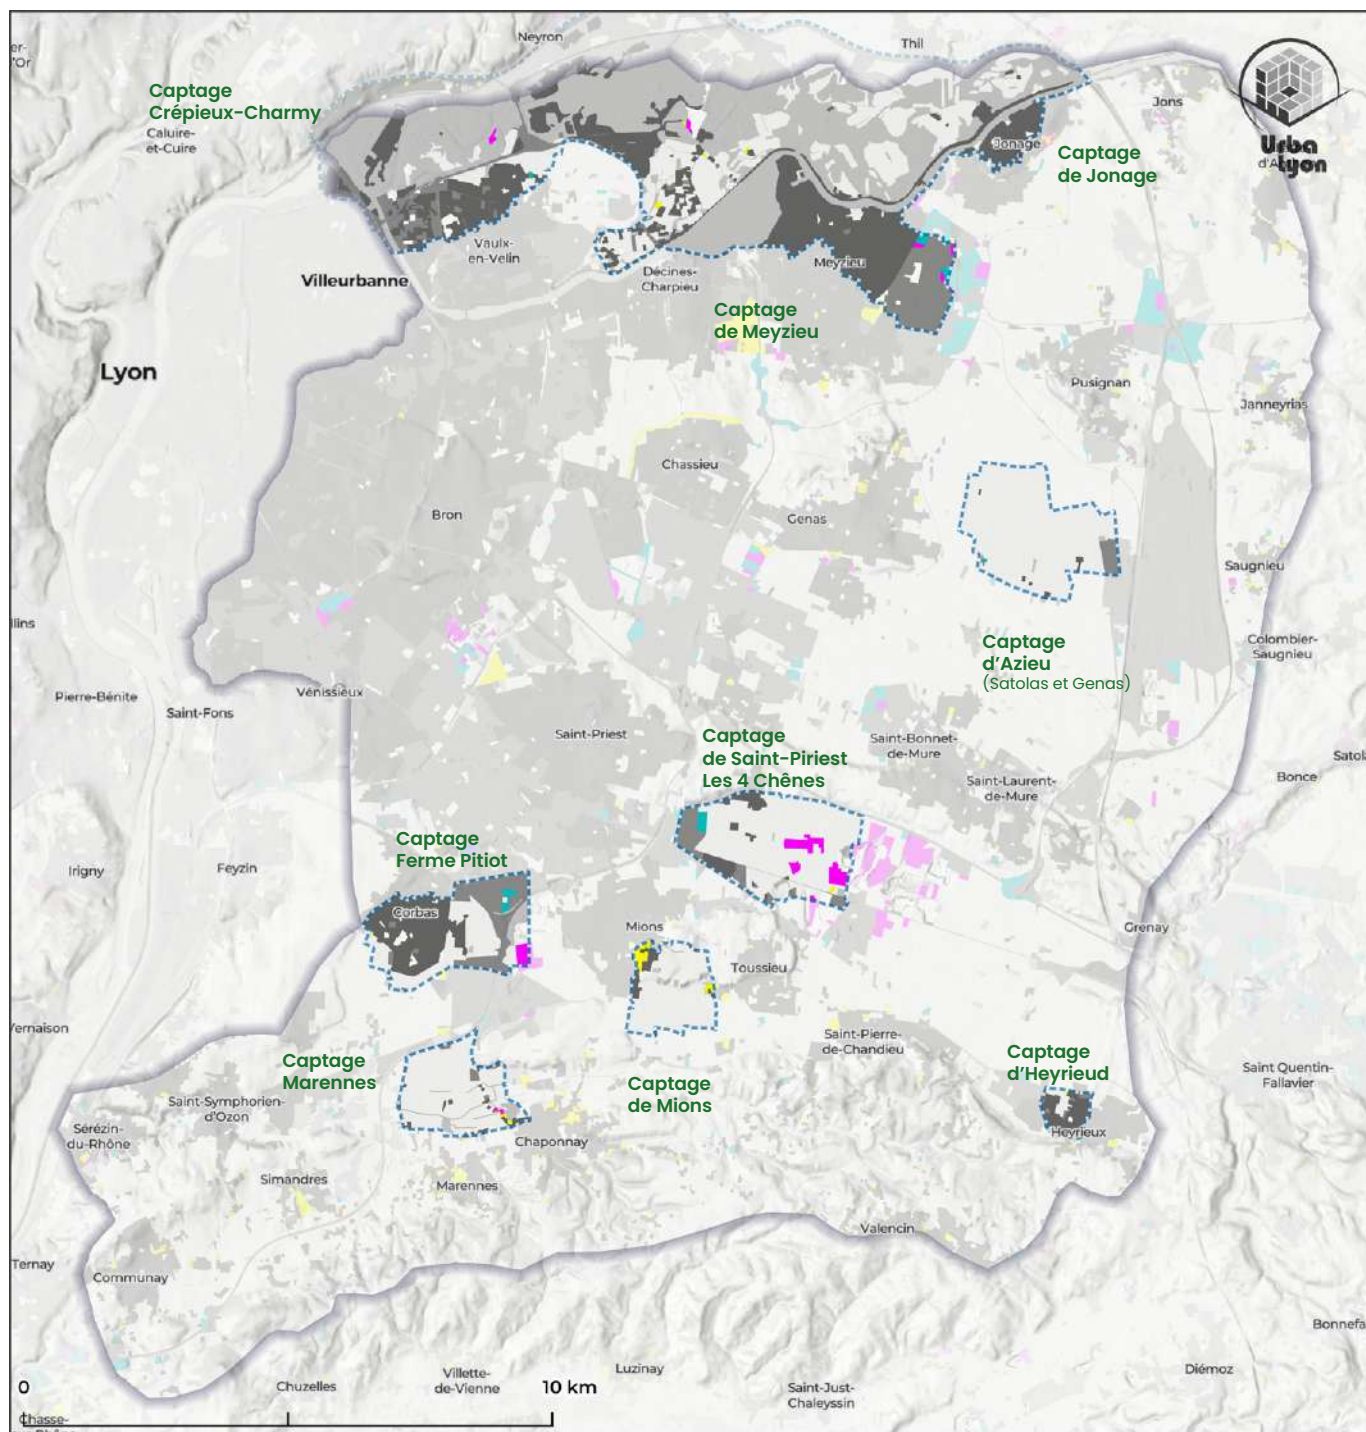 Neyron
Thil
Captage
Crépieux-Charmy
Caluire-
et-Cuire
Jons
Urba
Lyon
Jonage
Captage
de Jonage
Vaulx-
en-Velin
Villeurbanne
Décines-
Charpieu
Meyzieu
Captage
de Meyzieu
Lyon
Pusignan
Janneyrias
Chassieu
Bron
Genas
Saugnieu
llins
Captage
d'Azieu
(Satolas et Genas)
Colombier-
Saugnieu
Pierre-Bénite
Vénissieux
Saint-Fons
Saint-Priest
Captage
de Saint-Piriest
Les 4 Chênes
Saint-Bonnet-
de-Mure
Satola
Saint-Laurent-
de-Mure
Bonce
Captage
Ferme Pitiot
Irigny
Feyzin
Corbas
Mions
Grenay
Toussieu
Vernaison
Saint-Pierre-
de-Chandieu
Captage
Marennes
Captage
d'Heyrieud
Saint Quentin-
Fallavier
Captage
de Mions
Saint-Symphorien-
d'Ozon
Sérézin-
du-Rhône
Heyrieux
Chaponnay
Simandres
Marennes
Valencin
Ternay
Communay
Bonnefa
Luzinay
Diémoz
Villette-
de-Vienne
Chuzelles
Saint-Just-
Chaleyssin
0
10 km
Chasse-